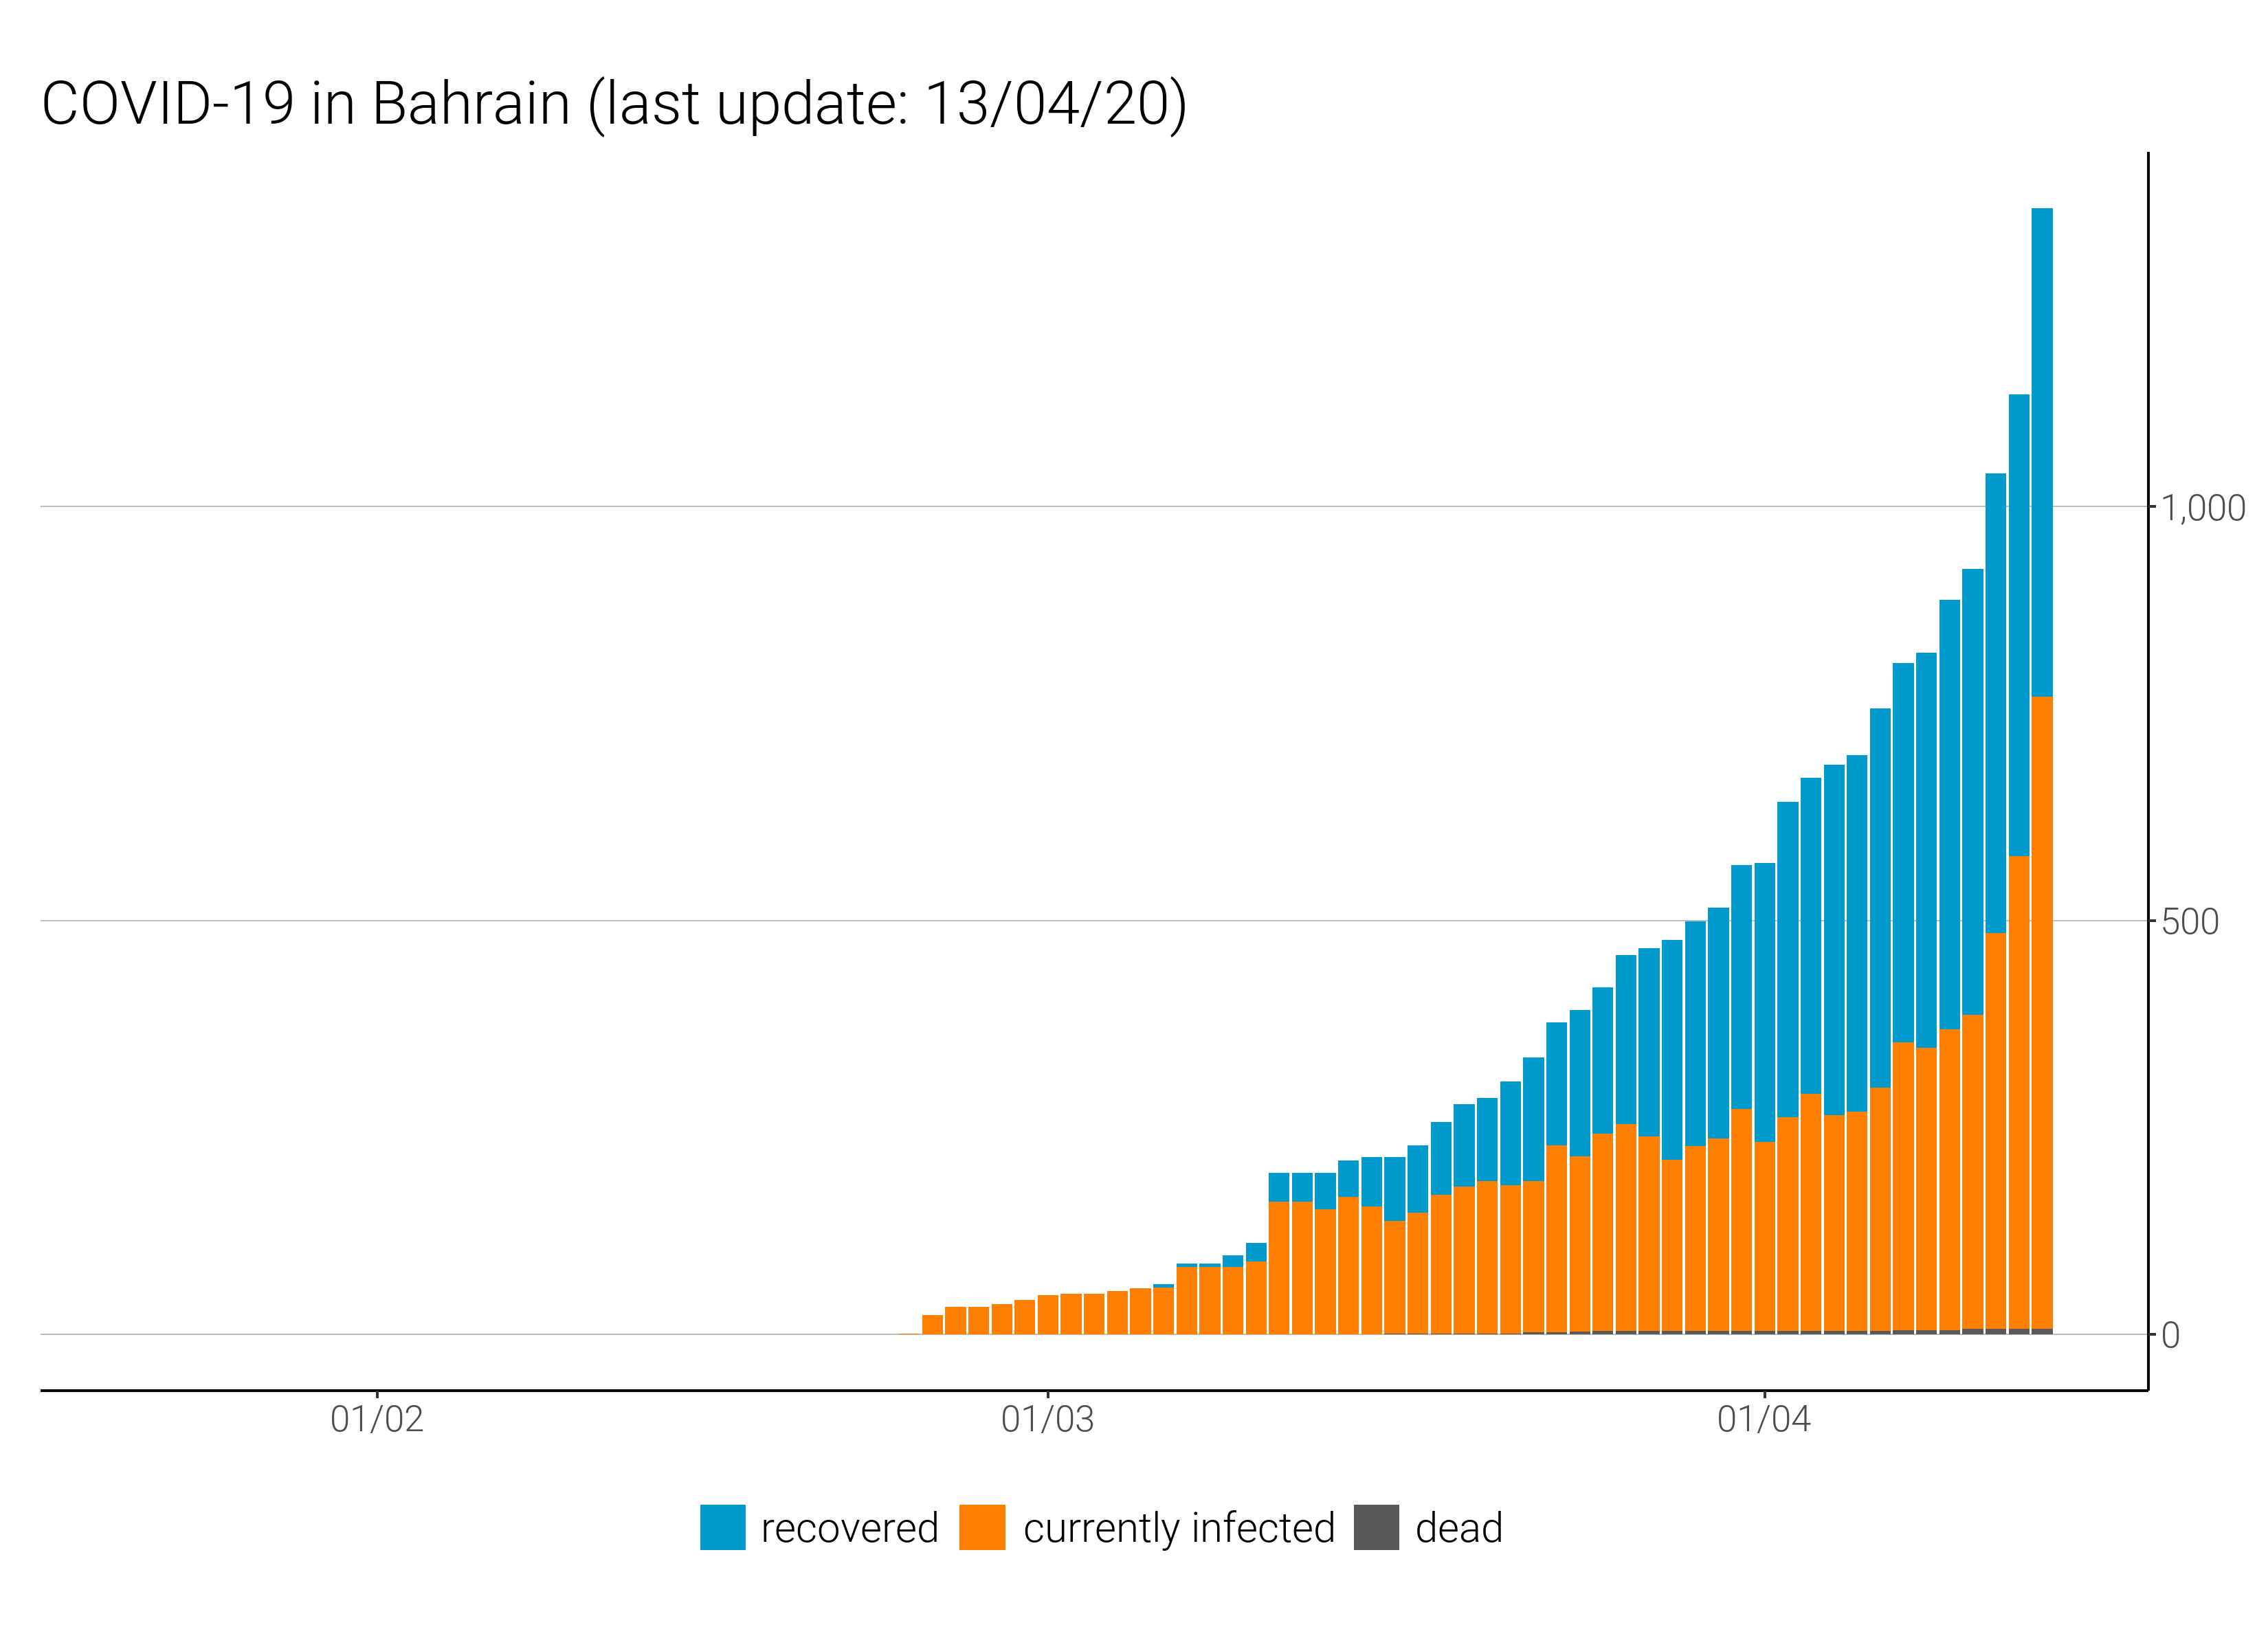 COVID-19 in Bahrain (last update: 13/04/20)
1,000
500
0
01/02 01/03 01/04
recovered currently infected dead